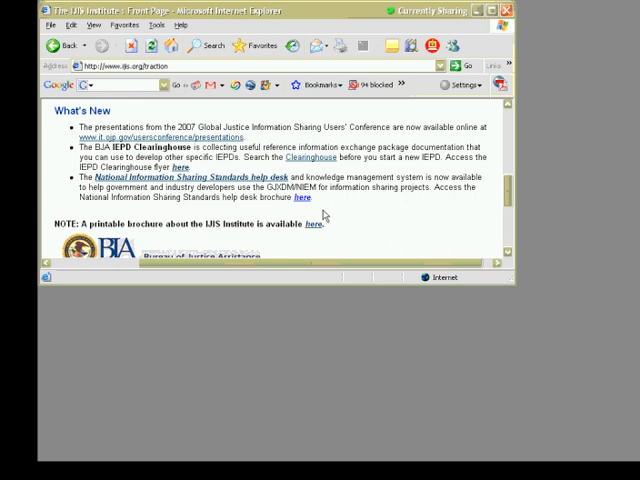 The IJIS Institute : Front Page - Microsoft Internet Explorer
Currently Sharing
File Edit View Favorites Tools Help
Back Search Favorites
Address http://www.ijis.org/traction Go Links »
Google G Go Bookmarks 94 blocked » Settings
What's New
The presentations from the 2007 Global Justice Information Sharing Users' Conference are now available online at
www.it.ojp.gov/usersconference/presentations.
The BJA IEPD Clearinghouse is collecting useful reference information exchange package documentation that
you can use to develop other specific IEPDs. Search the Clearinghouse before you start a new IEPD. Access the
IEPD Clearinghouse flyer here.
The National Information Sharing Standards help desk and knowledge management system is now available
to help government and industry developers use the GJXDM/NIEM for information sharing projects. Access the
National Information Sharing Standards help desk brochure here.
NOTE: A printable brochure about the IJIS Institute is available here.
BJA Bureau of Justice Assistance
Internet